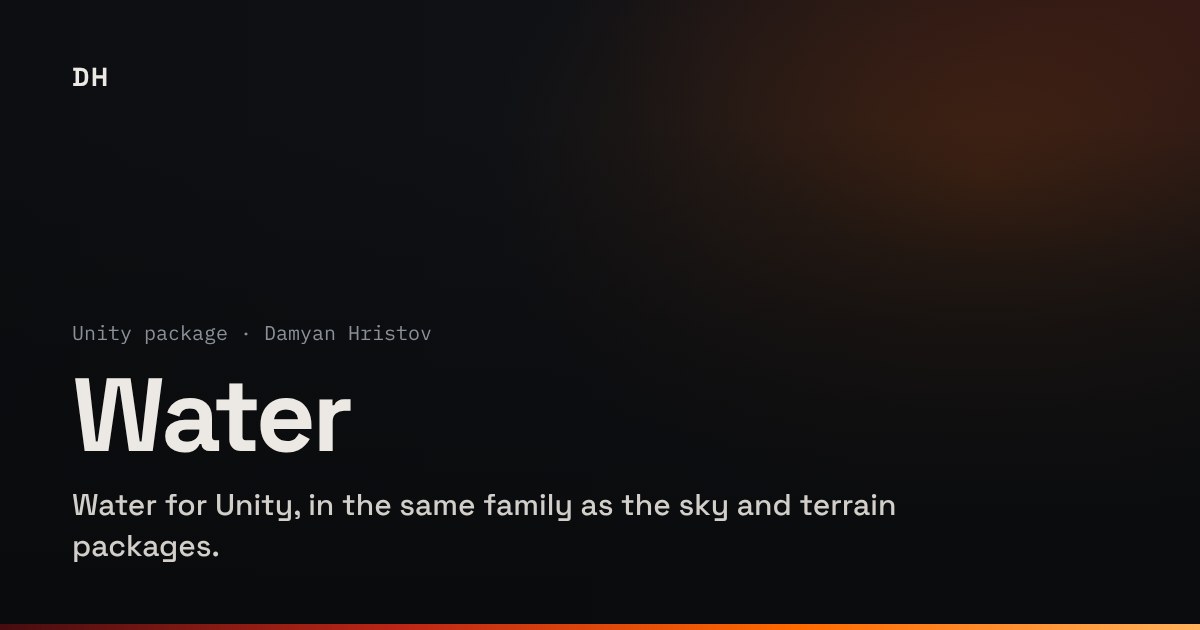 DH
Unity package · Damyan Hristov
Water
Water for Unity, in the same family as the sky and terrain
packages.